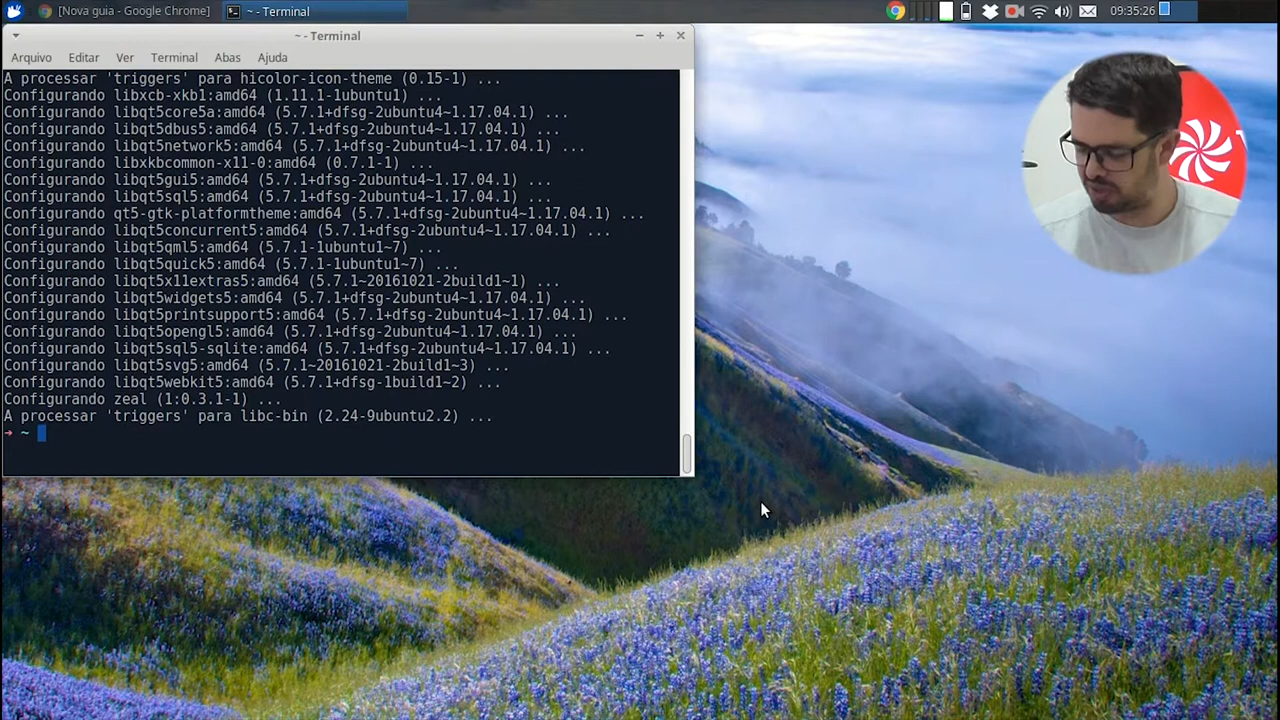 [Nova guia - Google Chrome]
~ - Terminal
09:35:26
~ - Terminal
Arquivo Editar Ver Terminal Abas Ajuda
A processar 'triggers' para hicolor-icon-theme (0.15-1) ...
Configurando libxcb-xkb1:amd64 (1.11.1-1ubuntu1) ...
Configurando libqt5core5a:amd64 (5.7.1+dfsg-2ubuntu4~1.17.04.1) ...
Configurando libqt5dbus5:amd64 (5.7.1+dfsg-2ubuntu4~1.17.04.1) ...
Configurando libqt5network5:amd64 (5.7.1+dfsg-2ubuntu4~1.17.04.1) ...
Configurando libxkbcommon-x11-0:amd64 (0.7.1-1) ...
Configurando libqt5gui5:amd64 (5.7.1+dfsg-2ubuntu4~1.17.04.1) ...
Configurando libqt5sql5:amd64 (5.7.1+dfsg-2ubuntu4~1.17.04.1) ...
Configurando qt5-gtk-platformtheme:amd64 (5.7.1+dfsg-2ubuntu4~1.17.04.1) ...
Configurando libqt5concurrent5:amd64 (5.7.1+dfsg-2ubuntu4~1.17.04.1) ...
Configurando libqt5qml5:amd64 (5.7.1-1ubuntu1~7) ...
Configurando libqt5quick5:amd64 (5.7.1-1ubuntu1~7) ...
Configurando libqt5x11extras5:amd64 (5.7.1~20161021-2build1~1) ...
Configurando libqt5widgets5:amd64 (5.7.1+dfsg-2ubuntu4~1.17.04.1) ...
Configurando libqt5printsupport5:amd64 (5.7.1+dfsg-2ubuntu4~1.17.04.1) ...
Configurando libqt5opengl5:amd64 (5.7.1+dfsg-2ubuntu4~1.17.04.1) ...
Configurando libqt5sql5-sqlite:amd64 (5.7.1+dfsg-2ubuntu4~1.17.04.1) ...
Configurando libqt5svg5:amd64 (5.7.1~20161021-2build1~3) ...
Configurando libqt5webkit5:amd64 (5.7.1+dfsg-1build1~2) ...
Configurando zeal (1:0.3.1-1) ...
A processar 'triggers' para libc-bin (2.24-9ubuntu2.2) ...
→ ~